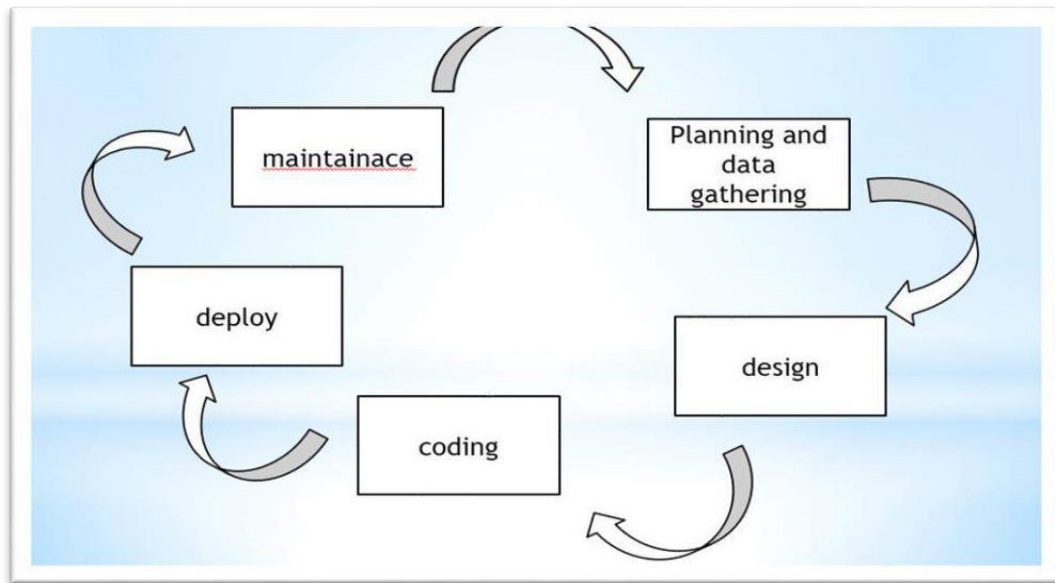 maintainace
Planning and
data
gathering
deploy
design
coding